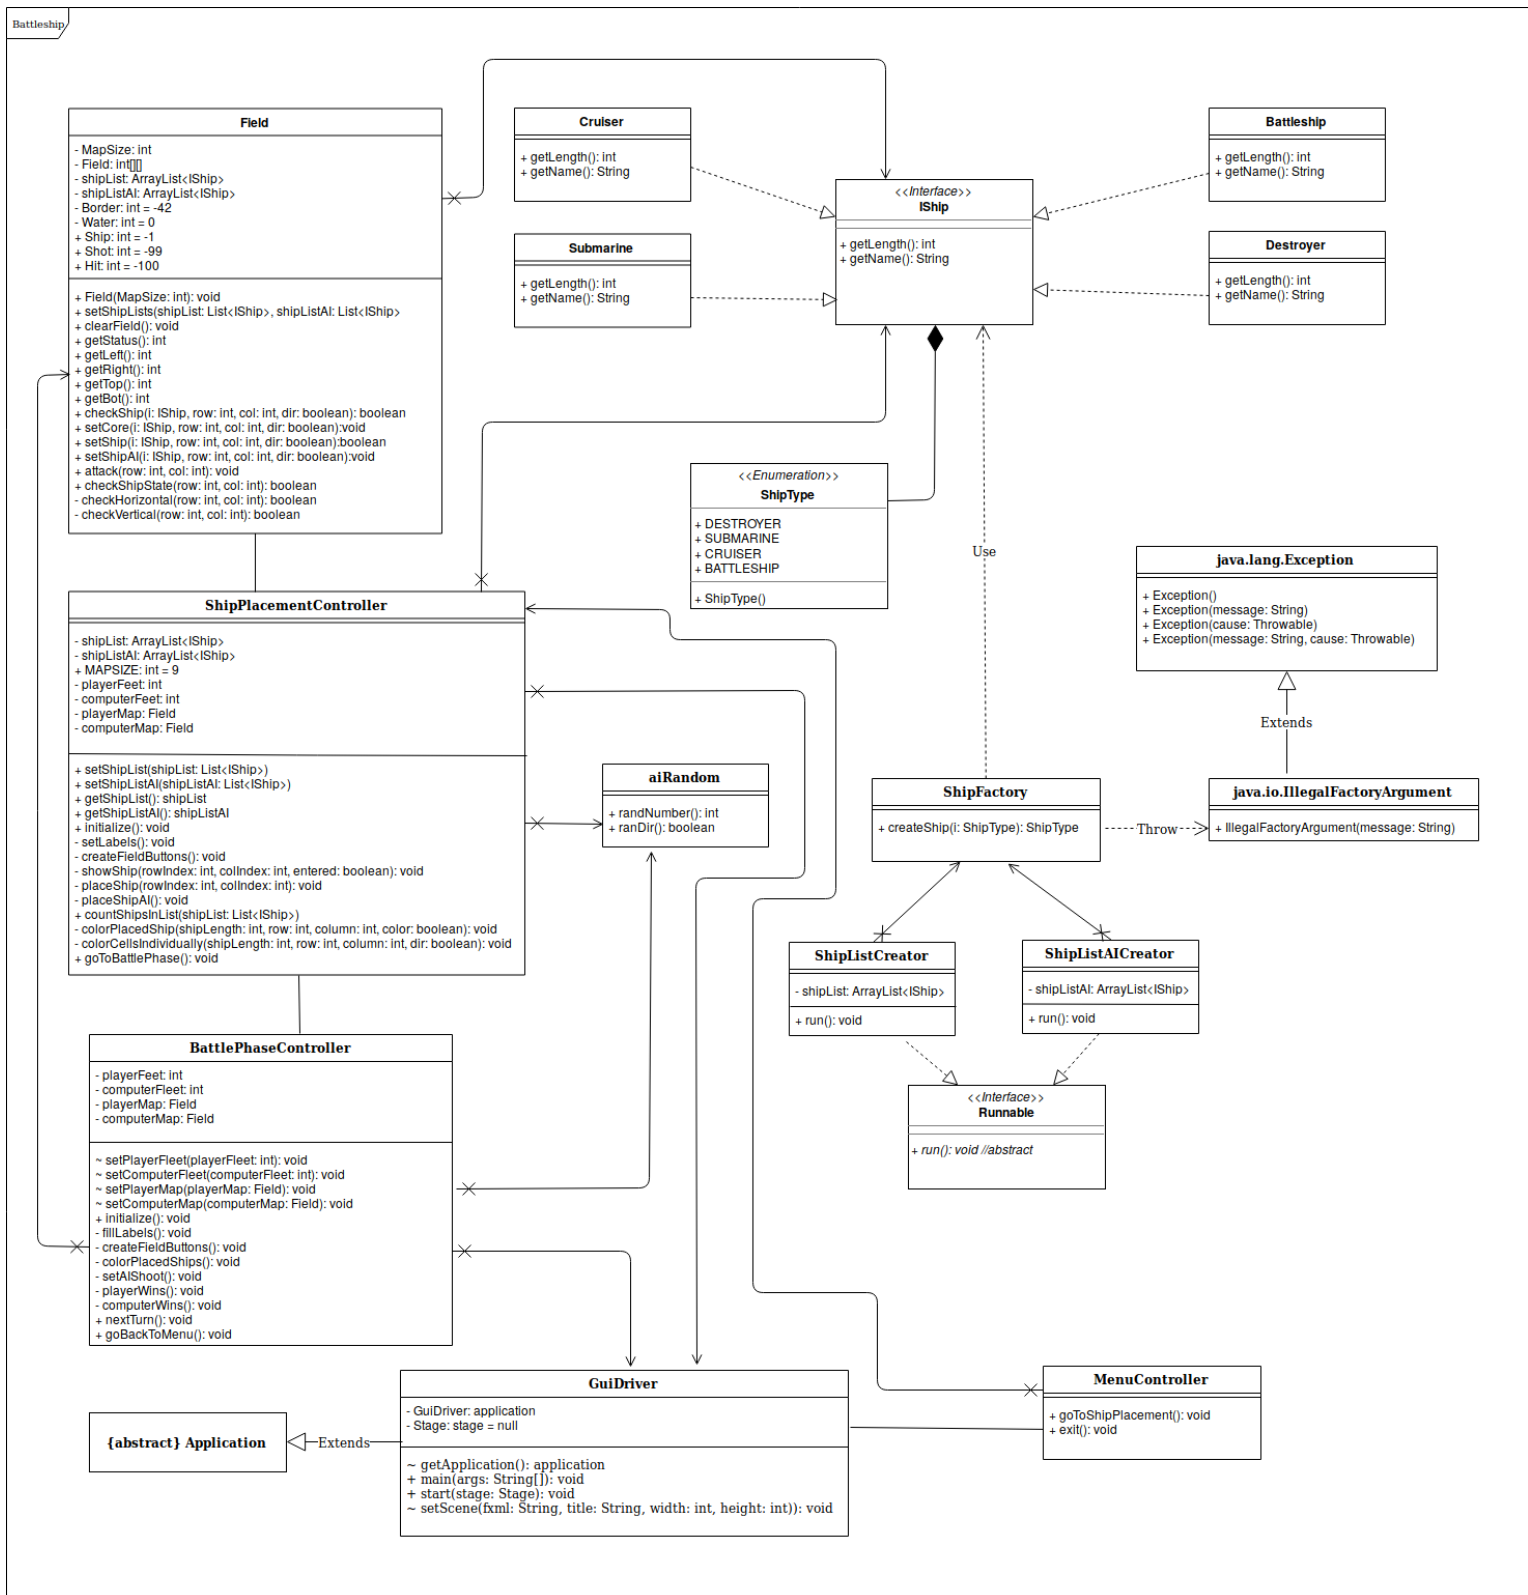 Battleship
Field
- MapSize: int
- Field: int[][]
- shipList: ArrayList<IShip>
- shipListAI: ArrayList<IShip>
- Border: int = -42
- Water: int = 0
+ Ship: int = -1
+ Shot: int = -99
+ Hit: int = -100
+ Field(MapSize: int): void
+ setShipLists(shipList: List<IShip>, shipListAI: List<IShip>
+ clearField(): void
+ getStatus(): int
+ getLeft(): int
+ getRight(): int
+ getTop(): int
+ getBot(): int
+ checkShip(i: IShip, row: int, col: int, dir: boolean): boolean
+ setCore(i: IShip, row: int, col: int, dir: boolean):void
+ setShip(i: IShip, row: int, col: int, dir: boolean):boolean
+ setShipAI(i: IShip, row: int, col: int, dir: boolean):void
+ attack(row: int, col: int): void
+ checkShipState(row: int, col: int): boolean
- checkHorizontal(row: int, col: int): boolean
- checkVertical(row: int, col: int): boolean
Cruiser
+ getLength(): int
+ getName(): String
Submarine
+ getLength(): int
+ getName(): String
<<Interface>>
IShip
+ getLength(): int
+ getName(): String
Battleship
+ getLength(): int
+ getName(): String
Destroyer
+ getLength(): int
+ getName(): String
<<Enumeration>>
ShipType
+ DESTROYER
+ SUBMARINE
+ CRUISER
+ BATTLESHIP
+ ShipType()
Use
java.lang.Exception
+ Exception()
+ Exception(message: String)
+ Exception(cause: Throwable)
+ Exception(message: String, cause: Throwable)
Extends
ShipPlacementController
- shipList: ArrayList<IShip>
- shipListAI: ArrayList<IShip>
+ MAPSIZE: int = 9
- playerFeet: int
- computerFeet: int
- playerMap: Field
- computerMap: Field
+ setShipList(shipList: List<IShip>)
+ setShipListAI(shipListAI: List<IShip>)
+ getShipList(): shipList
+ getShipListAI(): shipListAI
+ initialize(): void
- setLabels(): void
- createFieldButtons(): void
- showShip(rowIndex: int, colIndex: int, entered: boolean): void
- placeShip(rowIndex: int, colIndex: int): void
- placeShipAI(): void
+ countShipsInList(shipList: List<IShip>)
- colorPlacedShip(shipLength: int, row: int, column: int, color: boolean): void
- colorCellsIndividually(shipLength: int, row: int, column: int, dir: boolean): void
+ goToBattlePhase(): void
aiRandom
+ randNumber(): int
+ ranDir(): boolean
ShipFactory
+ createShip(i: ShipType): ShipType
Throw
java.io.IllegalFactoryArgument
+ IllegalFactoryArgument(message: String)
ShipListCreator
- shipList: ArrayList<IShip>
+ run(): void
ShipListAICreator
- shipListAI: ArrayList<IShip>
+ run(): void
<<Interface>>
Runnable
+ run(): void //abstract
BattlePhaseController
- playerFeet: int
- computerFleet: int
- playerMap: Field
- computerMap: Field
~ setPlayerFleet(playerFleet: int): void
~ setComputerFleet(computerFleet: int): void
~ setPlayerMap(playerMap: Field): void
~ setComputerMap(computerMap: Field): void
+ initialize(): void
- fillLabels(): void
- createFieldButtons(): void
- colorPlacedShips(): void
- setAIShoot(): void
- playerWins(): void
- computerWins(): void
+ nextTurn(): void
+ goBackToMenu(): void
GuiDriver
- GuiDriver: application
- Stage: stage = null
~ getApplication(): application
+ main(args: String[]): void
+ start(stage: Stage): void
~ setScene(fxml: String, title: String, width: int, height: int)): void
{abstract} Application
Extends
MenuController
+ goToShipPlacement(): void
+ exit(): void